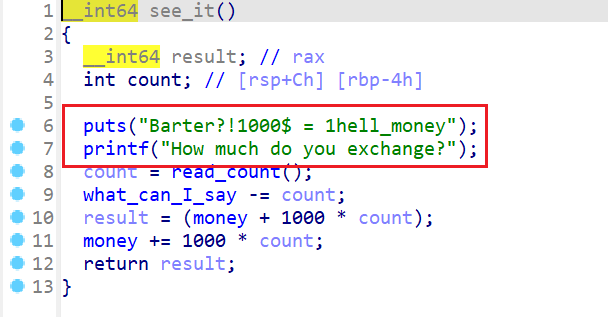 1 __int64 see_it()
2 {
3 __int64 result; // rax
4 int count; // [rsp+Ch] [rbp-4h]
5
6 puts("Barter?!1000$ = 1hell_money");
7 printf("How much do you exchange?");
8 count = read_count();
9 what_can_I_say -= count;
10 result = (money + 1000 * count);
11 money += 1000 * count;
12 return result;
13 }